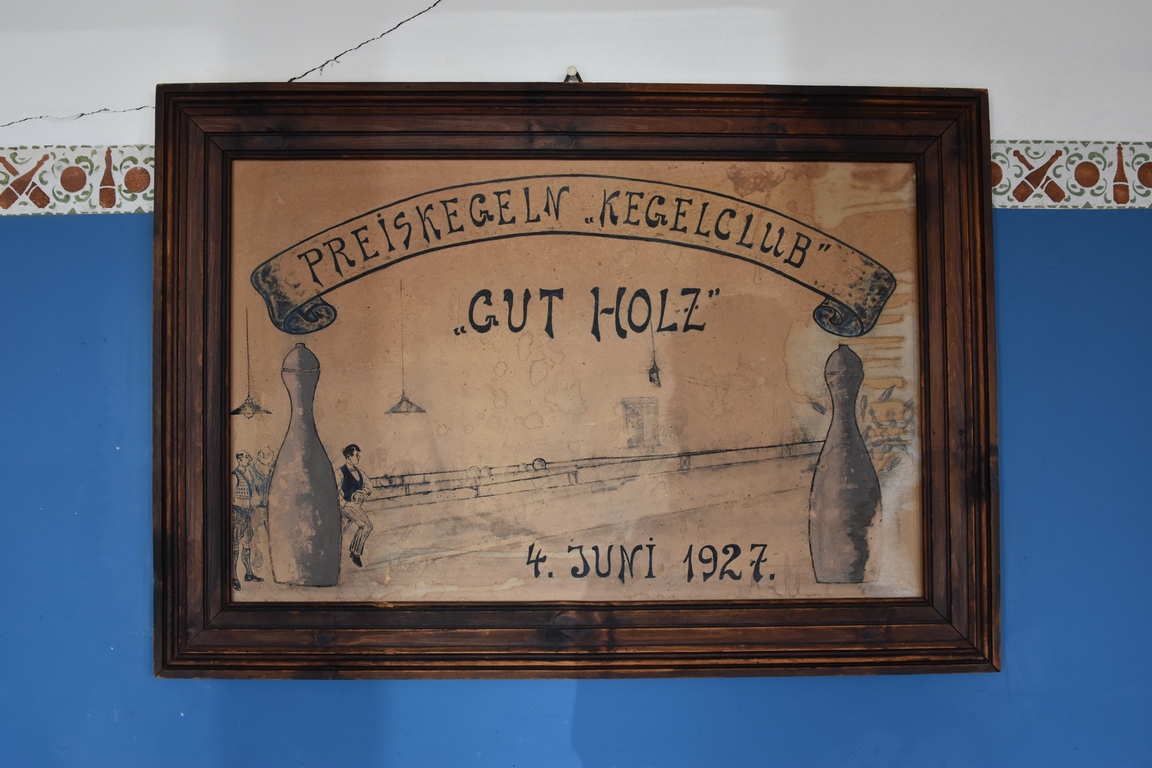 PREISKEGELN „KEGELCLUB”
„GUT HOLZ”
4. JUNI 1927.